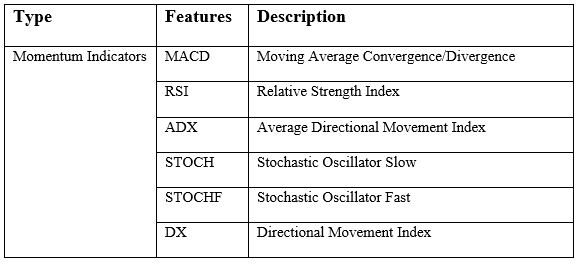 Type Features Description
Momentum Indicators MACD Moving Average Convergence/Divergence
RSI Relative Strength Index
ADX Average Directional Movement Index
STOCH Stochastic Oscillator Slow
STOCHF Stochastic Oscillator Fast
DX Directional Movement Index